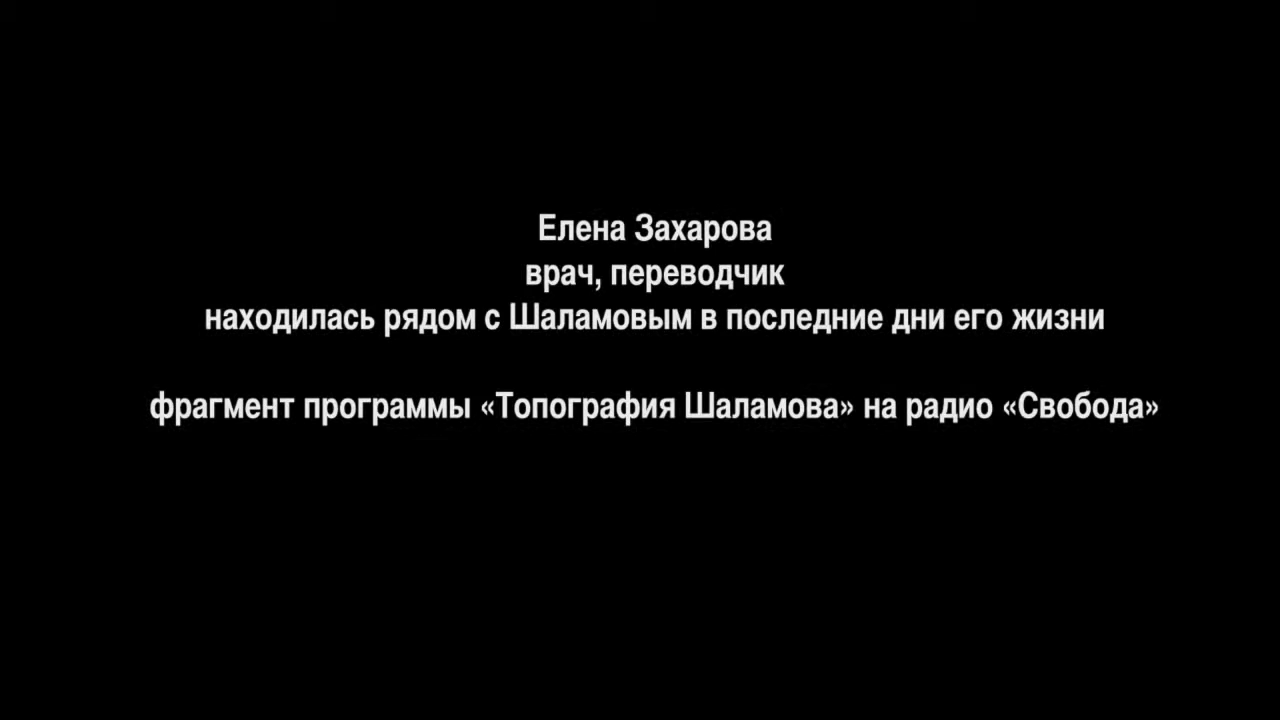 Елена Захарова
врач, переводчик
находилась рядом с Шаламовым в последние дни его жизни
фрагмент программы «Топография Шаламова» на радио «Свобода»